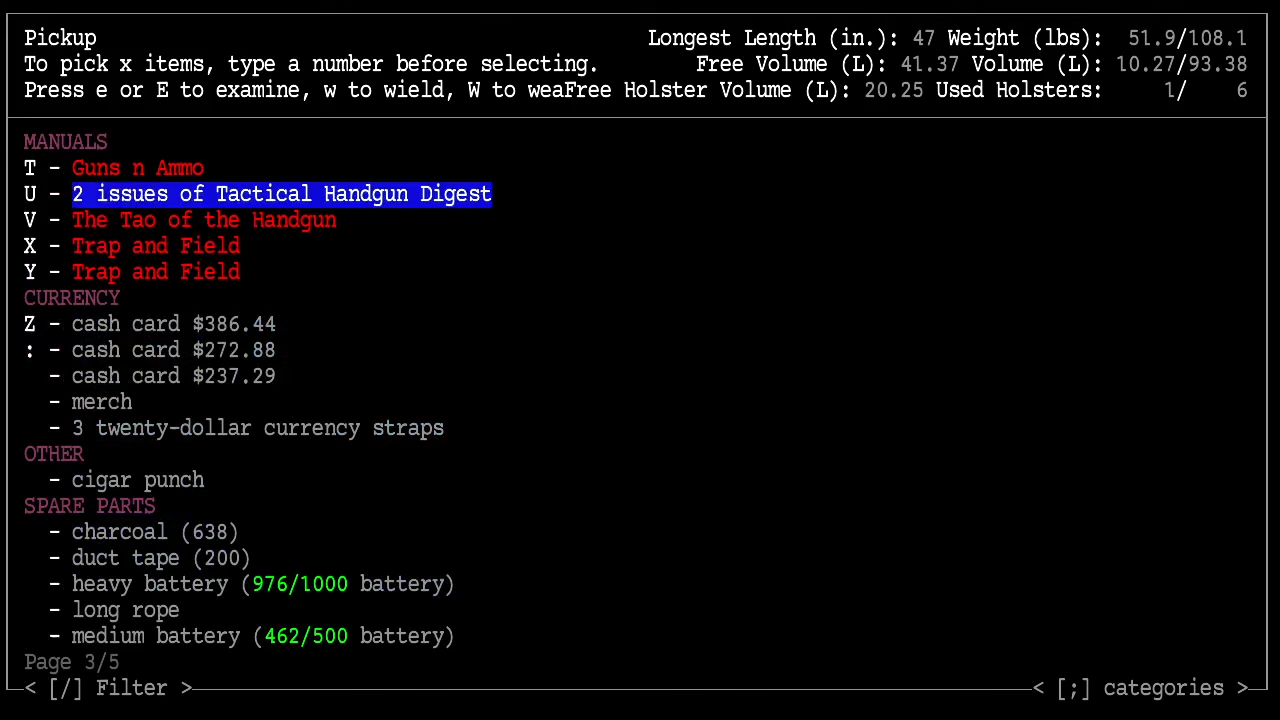 Pickup Longest Length (in.): 47 Weight (lbs): 51.9/108.1
To pick x items, type a number before selecting. Free Volume (L): 41.37 Volume (L): 10.27/93.38
Press e or E to examine, w to wield, W to weaFree Holster Volume (L): 20.25 Used Holsters: 1/ 6
MANUALS
T - Guns n Ammo
U - 2 issues of Tactical Handgun Digest
V - The Tao of the Handgun
X - Trap and Field
Y - Trap and Field
CURRENCY
Z - cash card $386.44
: - cash card $272.88
- cash card $237.29
- merch
- 3 twenty-dollar currency straps
OTHER
- cigar punch
SPARE PARTS
- charcoal (638)
- duct tape (200)
- heavy battery (976/1000 battery)
- long rope
- medium battery (462/500 battery)
Page 3/5
< [/] Filter > < [;] categories >